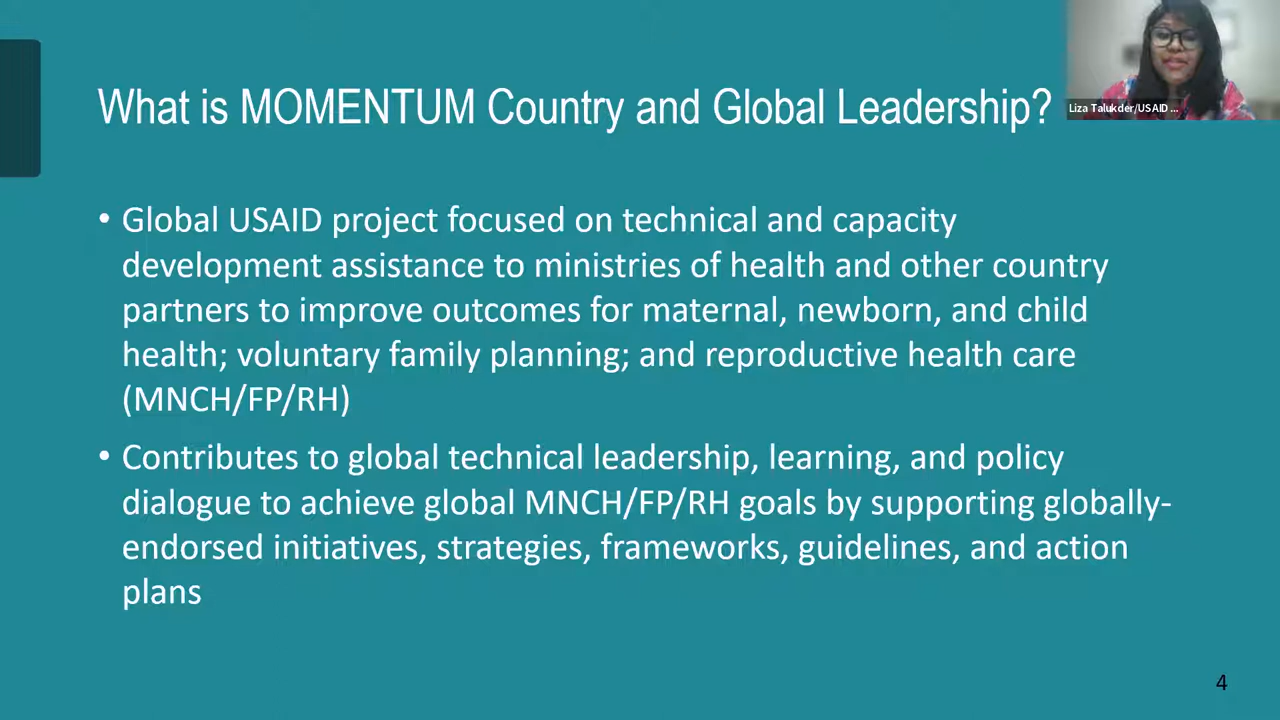 What is MOMENTUM Country and Global Leadership?
Liza Talukder/USAID ...
• Global USAID project focused on technical and capacity
development assistance to ministries of health and other country
partners to improve outcomes for maternal, newborn, and child
health; voluntary family planning; and reproductive health care
(MNCH/FP/RH)
• Contributes to global technical leadership, learning, and policy
dialogue to achieve global MNCH/FP/RH goals by supporting globally-
endorsed initiatives, strategies, frameworks, guidelines, and action
plans
4